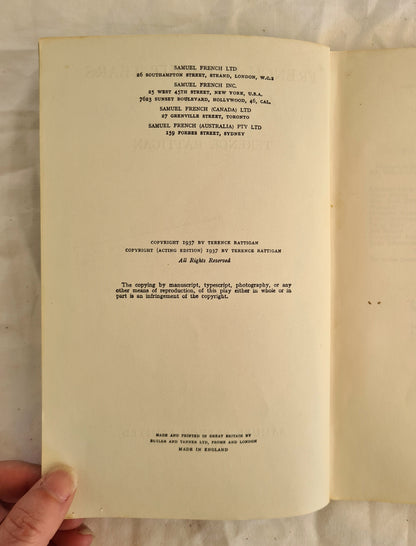 SAMUEL FRENCH LTD
26 SOUTHAMPTON STREET, STRAND, LONDON, W.C.2
SAMUEL FRENCH INC.
25 WEST 45TH STREET, NEW YORK, U.S.A.
7623 SUNSET BOULEVARD, HOLLYWOOD, 46, CAL.
SAMUEL FRENCH (CANADA) LTD
27 GRENVILLE STREET, TORONTO
SAMUEL FRENCH (AUSTRALIA) PTY LTD
159 FORBES STREET, SYDNEY
COPYRIGHT 1937 BY TERENCE RATTIGAN
COPYRIGHT (ACTING EDITION) 1937 BY TERENCE RATTIGAN
All Rights Reserved
The copying by manuscript, typescript, photography, or any
other means of reproduction, of this play either in whole or in
part is an infringement of the copyright.
MADE AND PRINTED IN GREAT BRITAIN BY
BUTLER AND TANNER LTD, FROME AND LONDON
MADE IN ENGLAND